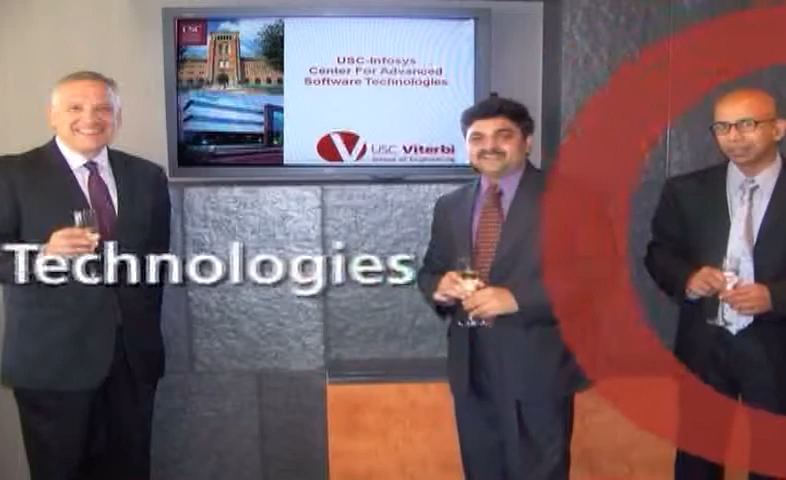 USC
USC-Infosys
Center For Advanced
Software Technologies
USC Viterbi
School of Engineering
Technologies